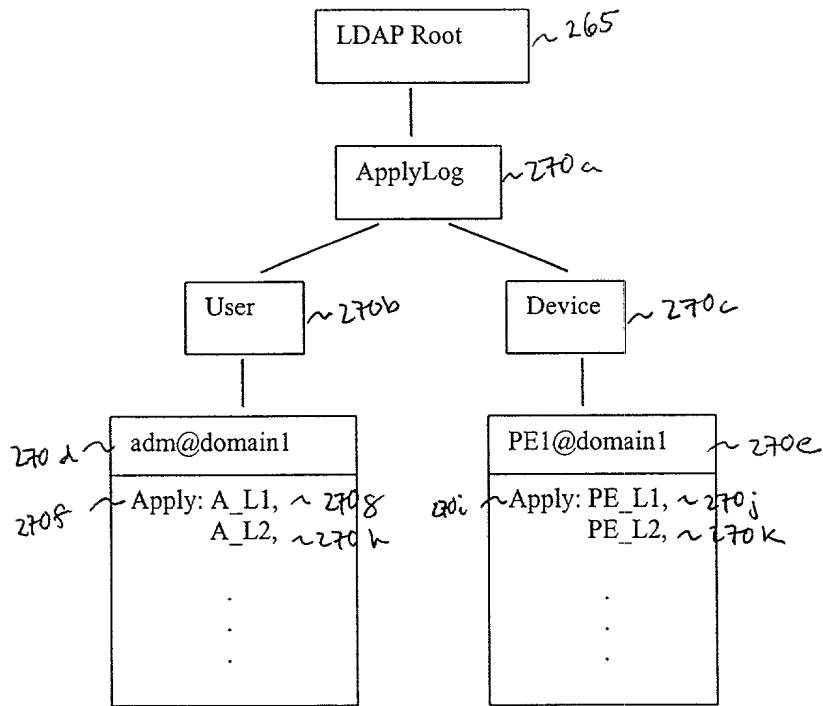 LDAP Root ~ 265
ApplyLog ~270a
User ~270b
Device ~ 270c
270d ~ adm@domain1
PE1@domain1 ~270e
270f ~ Apply: A_L1, ~270g
A_L2, ~270h
270i ~ Apply: PE_L1, ~270j
PE_L2, ~270k
.
.
.
.
.
.